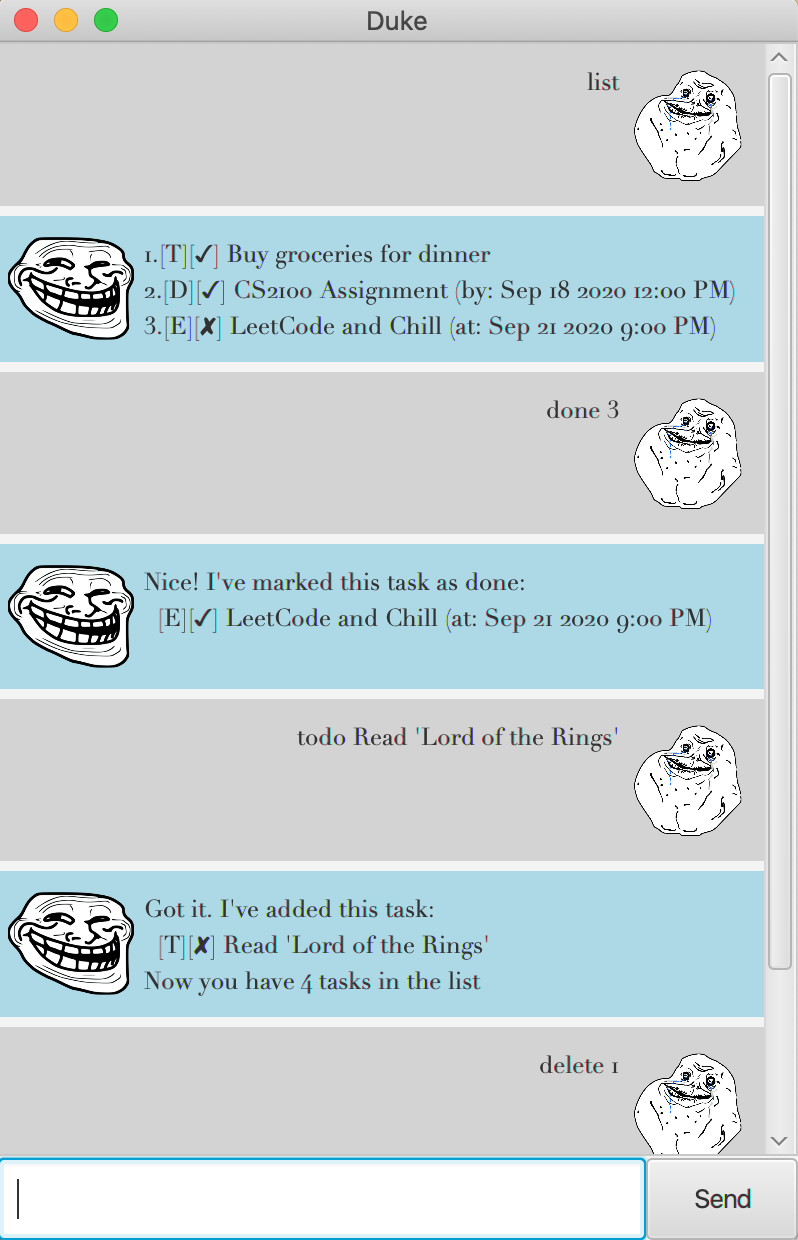 Duke
list
1.[T][✓] Buy groceries for dinner
2.[D][✓] CS2100 Assignment (by: Sep 18 2020 12:00 PM)
3.[E][✘] LeetCode and Chill (at: Sep 21 2020 9:00 PM)
done 3
Nice! I've marked this task as done:
[E][✓] LeetCode and Chill (at: Sep 21 2020 9:00 PM)
todo Read 'Lord of the Rings'
Got it. I've added this task:
[T][✘] Read 'Lord of the Rings'
Now you have 4 tasks in the list
delete 1
Send